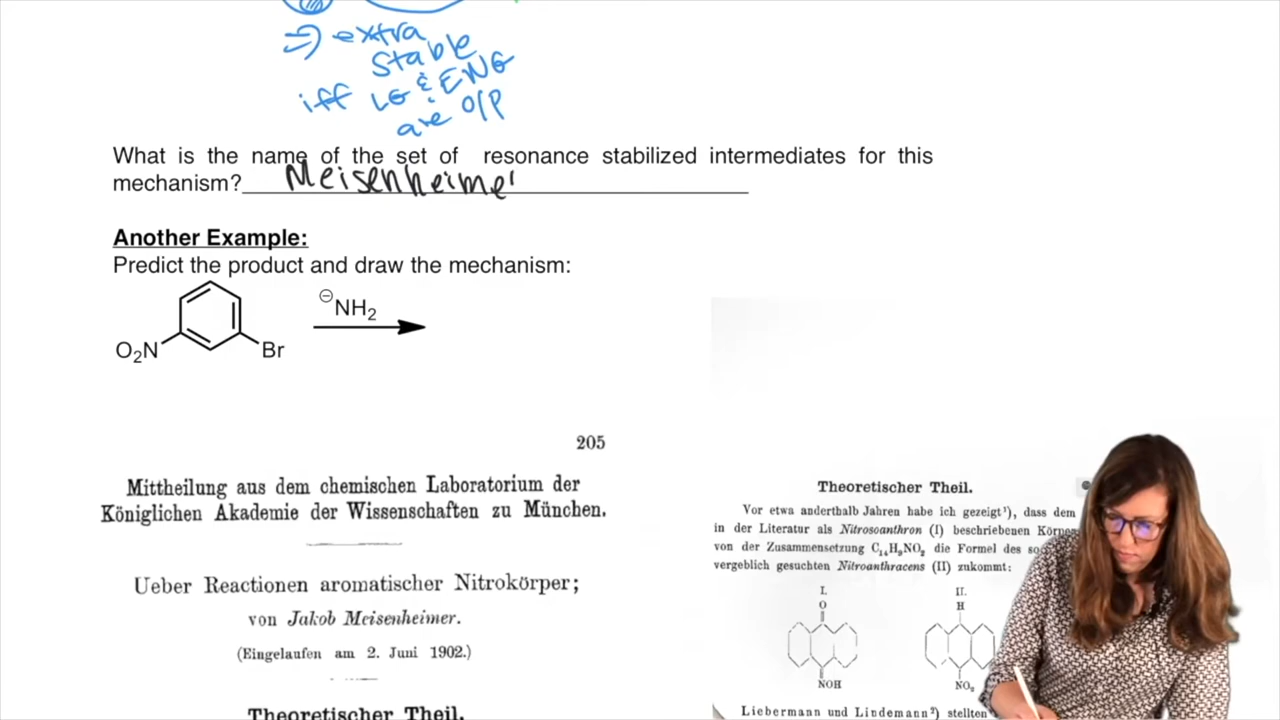 =) extra
stable
iff LG & ENG
are O/P
What is the name of the set of resonance stabilized intermediates for this
mechanism? Meisenheimer
Another Example:
Predict the product and draw the mechanism:
⊖NH₂
O₂N
Br
205
Mittheilung aus dem chemischen Laboratorium der
Königlichen Akademie der Wissenschaften zu München.
Ueber Reactionen aromatischer Nitrokörper;
von Jakob Meisenheimer.
(Eingelaufen am 2. Juni 1902.)
Theoretischer Theil.
Theoretischer Theil.
Vor etwa anderthalb Jahren habe ich gezeigt¹), dass dem
in der Literatur als Nitrosoanthron (I) beschriebenen
von der Zusammensetzung C₁₄H₉NO₂ die Formel des
vergeblich gesuchten Nitroanthracens (II) zukommt:
I.
O
NOH
II.
H
NO₂
Liebermann und Lindemann²) stellten